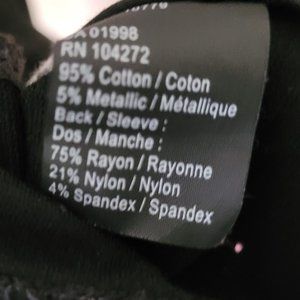 01998
RN 104272
95% Cotton / Coton
5% Metallic / Métallique
Back / Sleeve :
Dos / Manche :
75% Rayon / Rayonne
21% Nylon / Nylon
4% Spandex / Spandex